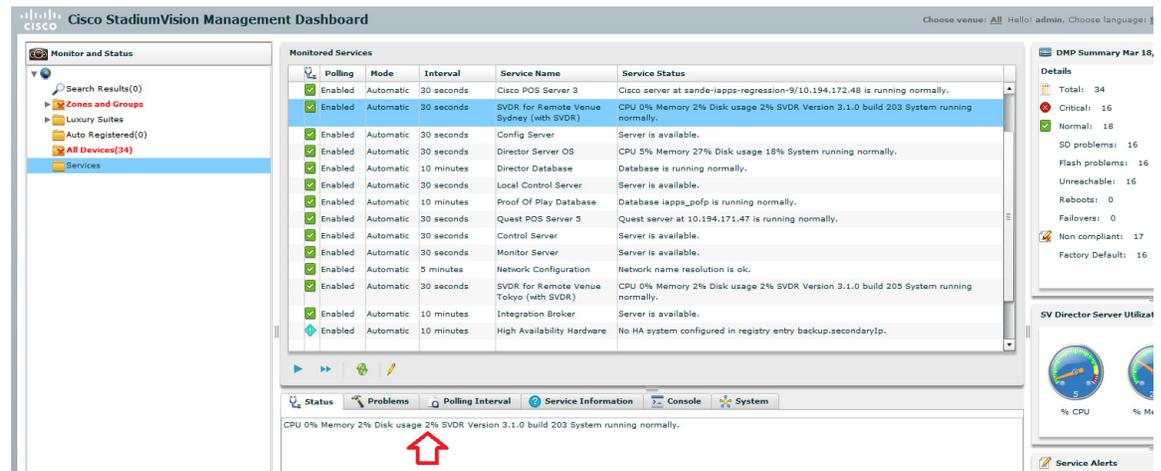 CISCO
Cisco StadiumVision Management Dashboard
Choose venue: All Hello! admin, Choose language:
Monitor and Status
Search Results(0)
Zones and Groups
Luxury Suites
Auto Registered(0)
All Devices(34)
Services
Monitored Services
Polling Mode Interval Service Name Service Status
Enabled Automatic 30 seconds Cisco POS Server 3 Cisco server at sande-iapps-regression-9/10.194.172.48 is running normally.
Enabled Automatic 30 seconds SVDR for Remote Venue CPU 0% Memory 2% Disk usage 2% SVDR Version 3.1.0 build 203 System running
Sydney (with SVDR) normally.
Enabled Automatic 30 seconds Config Server Server is available.
Enabled Automatic 30 seconds Director Server OS CPU 5% Memory 27% Disk usage 18% System running normally.
Enabled Automatic 10 minutes Director Database Database is running normally.
Enabled Automatic 30 seconds Local Control Server Server is available.
Enabled Automatic 10 minutes Proof Of Play Database Database iapps_pofp is running normally.
Enabled Automatic 30 seconds Quest POS Server 5 Quest server at 10.194.171.47 is running normally.
Enabled Automatic 30 seconds Control Server Server is available.
Enabled Automatic 30 seconds Monitor Server Server is available.
Enabled Automatic 5 minutes Network Configuration Network name resolution is ok.
Enabled Automatic 30 seconds SVDR for Remote Venue CPU 0% Memory 2% Disk usage 2% SVDR Version 3.1.0 build 205 System running
Tokyo (with SVDR) normally.
Enabled Automatic 10 minutes Integration Broker Server is available.
Enabled Automatic 10 minutes High Availability Hardware No HA system configured in registry entry backup.secondaryIp.
Status Problems Polling Interval Service Information Console System
CPU 0% Memory 2% Disk usage 2% SVDR Version 3.1.0 build 203 System running normally.
DMP Summary Mar 18,
Details
Total: 34
Critical: 16
Normal: 18
SD problems: 16
Flash problems: 16
Unreachable: 16
Reboots: 0
Failovers: 0
Non compliant: 17
Factory Default: 16
SV Director Server Utilizat
5 2
% CPU % Me
Service Alerts